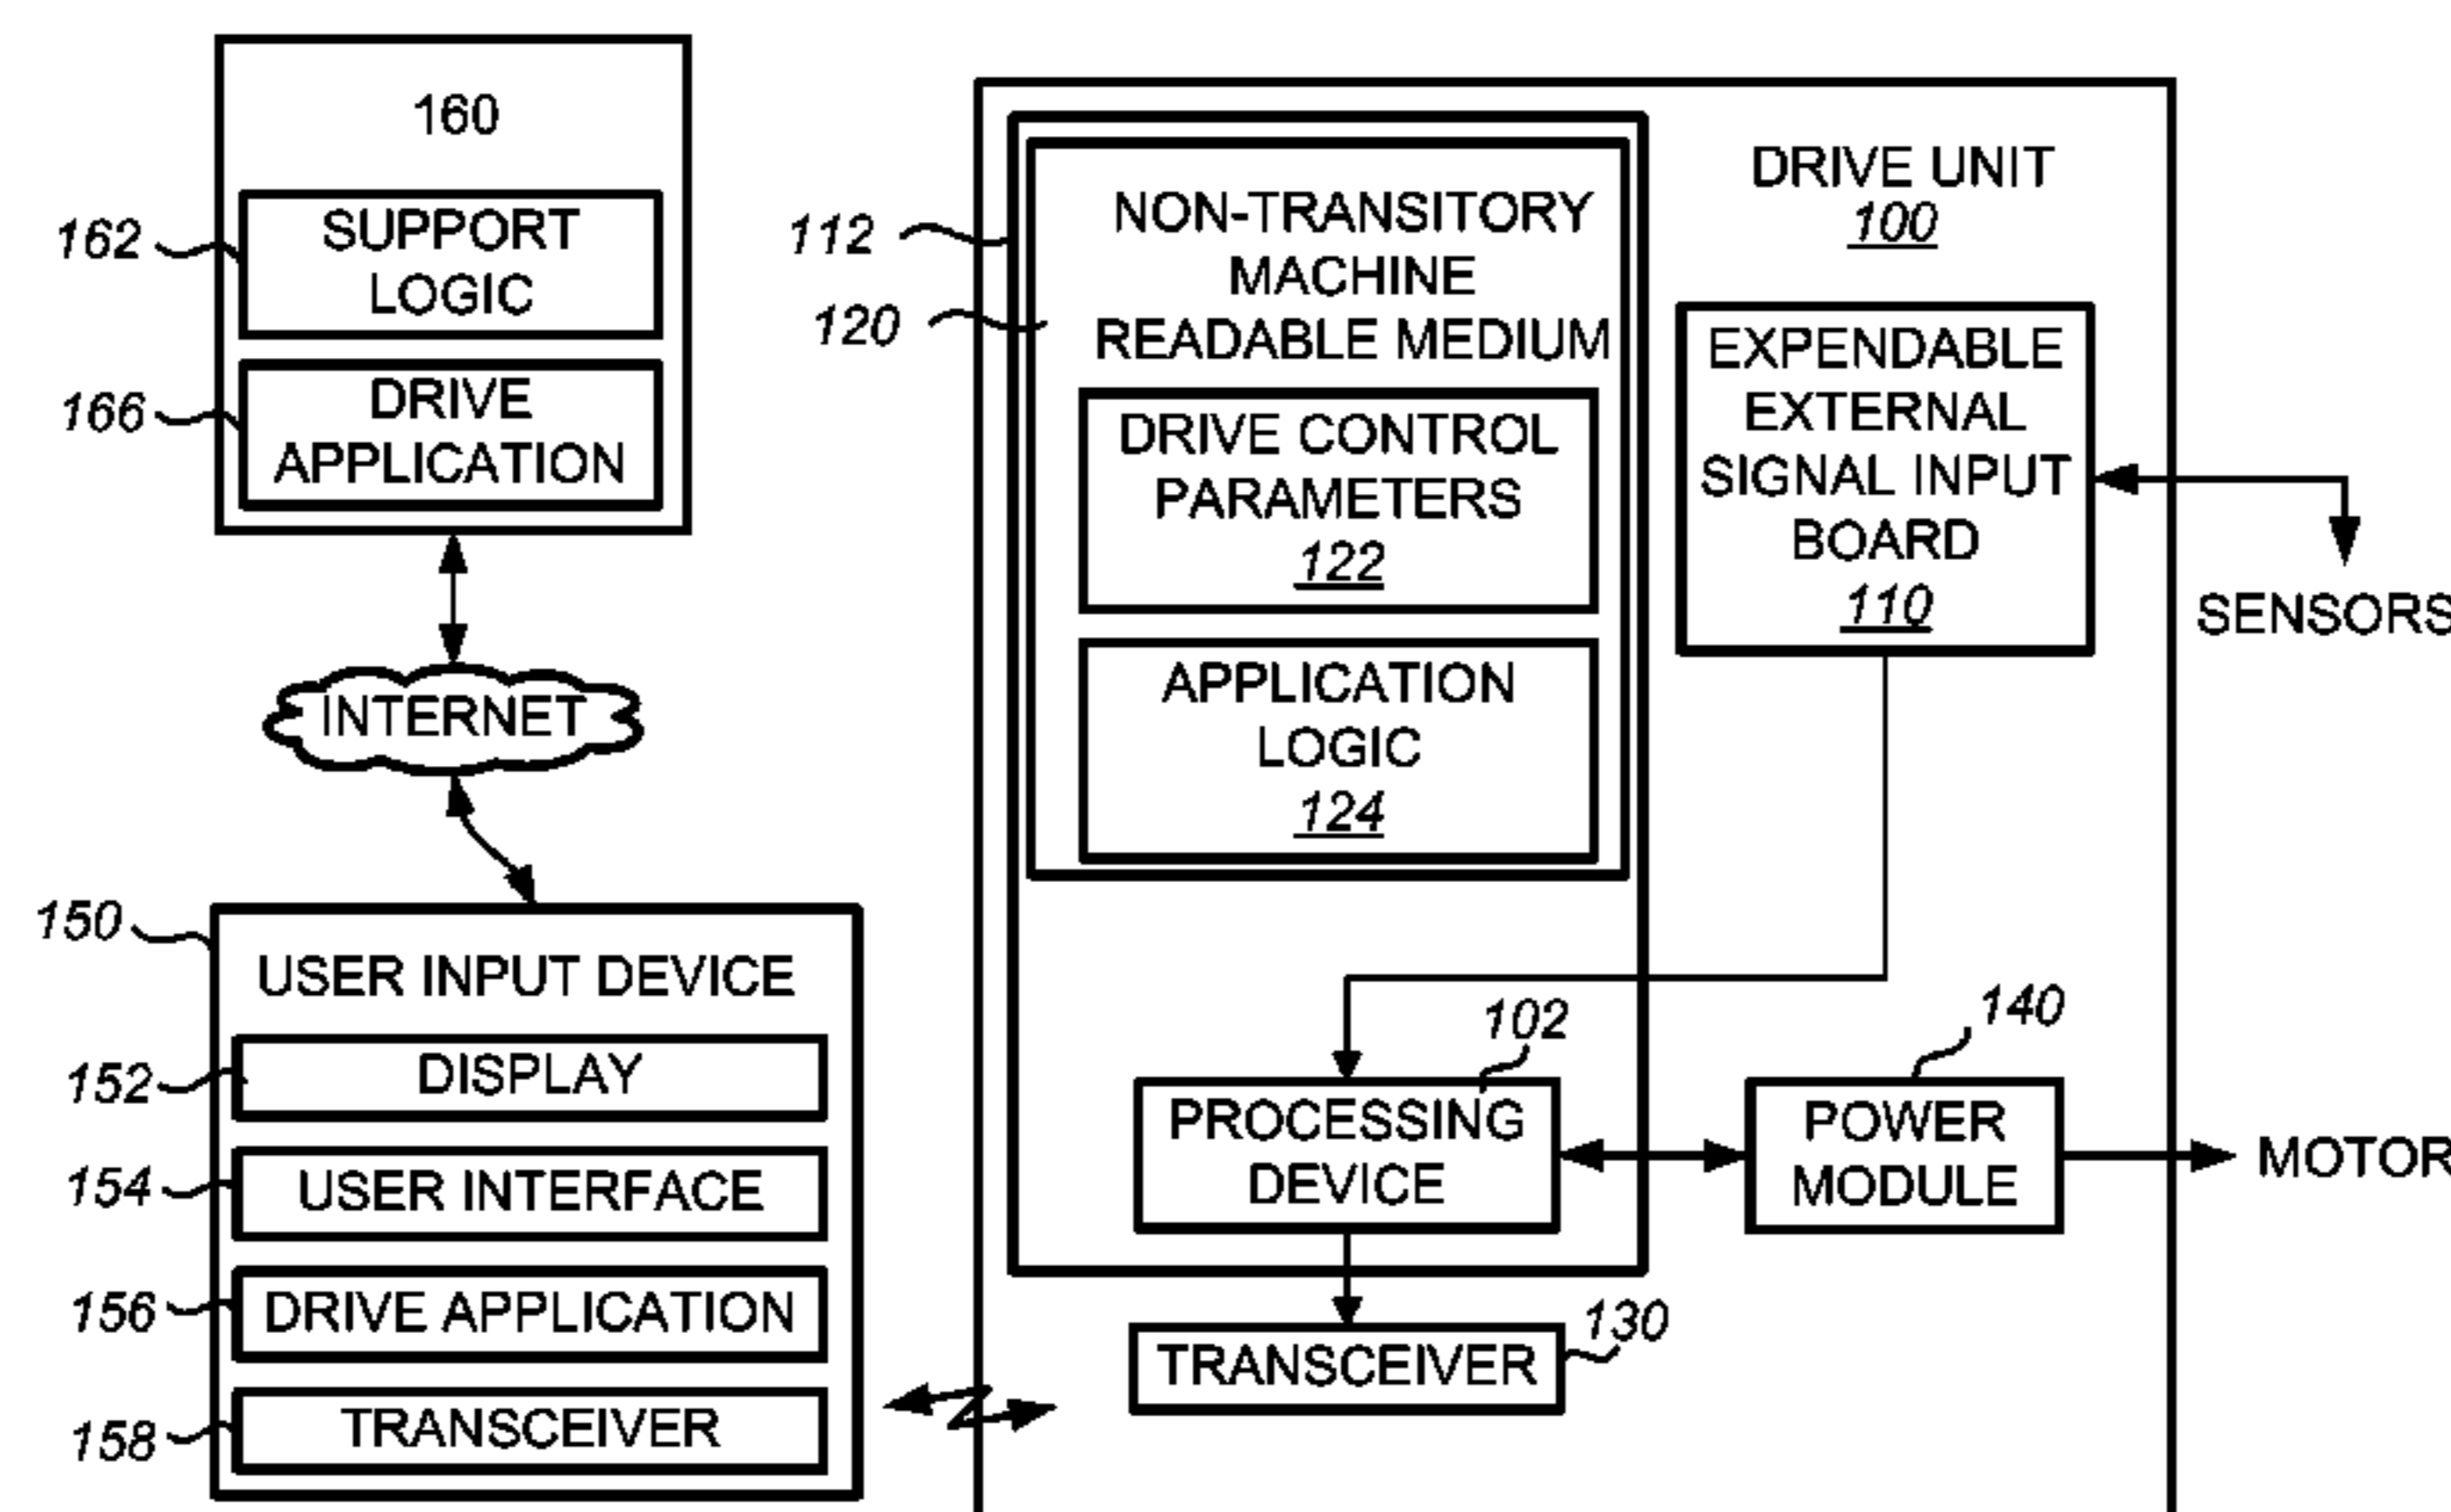 160
162
SUPPORT
LOGIC
166
DRIVE
APPLICATION
INTERNET
150
USER INPUT DEVICE
152
DISPLAY
154
USER INTERFACE
156
DRIVE APPLICATION
158
TRANSCEIVER
DRIVE UNIT
100
112
120
NON-TRANSITORY
MACHINE
READABLE MEDIUM
DRIVE CONTROL
PARAMETERS
122
APPLICATION
LOGIC
124
EXPENDABLE
EXTERNAL
SIGNAL INPUT
BOARD
110
SENSORS
102
PROCESSING
DEVICE
140
POWER
MODULE
MOTOR
130
TRANSCEIVER